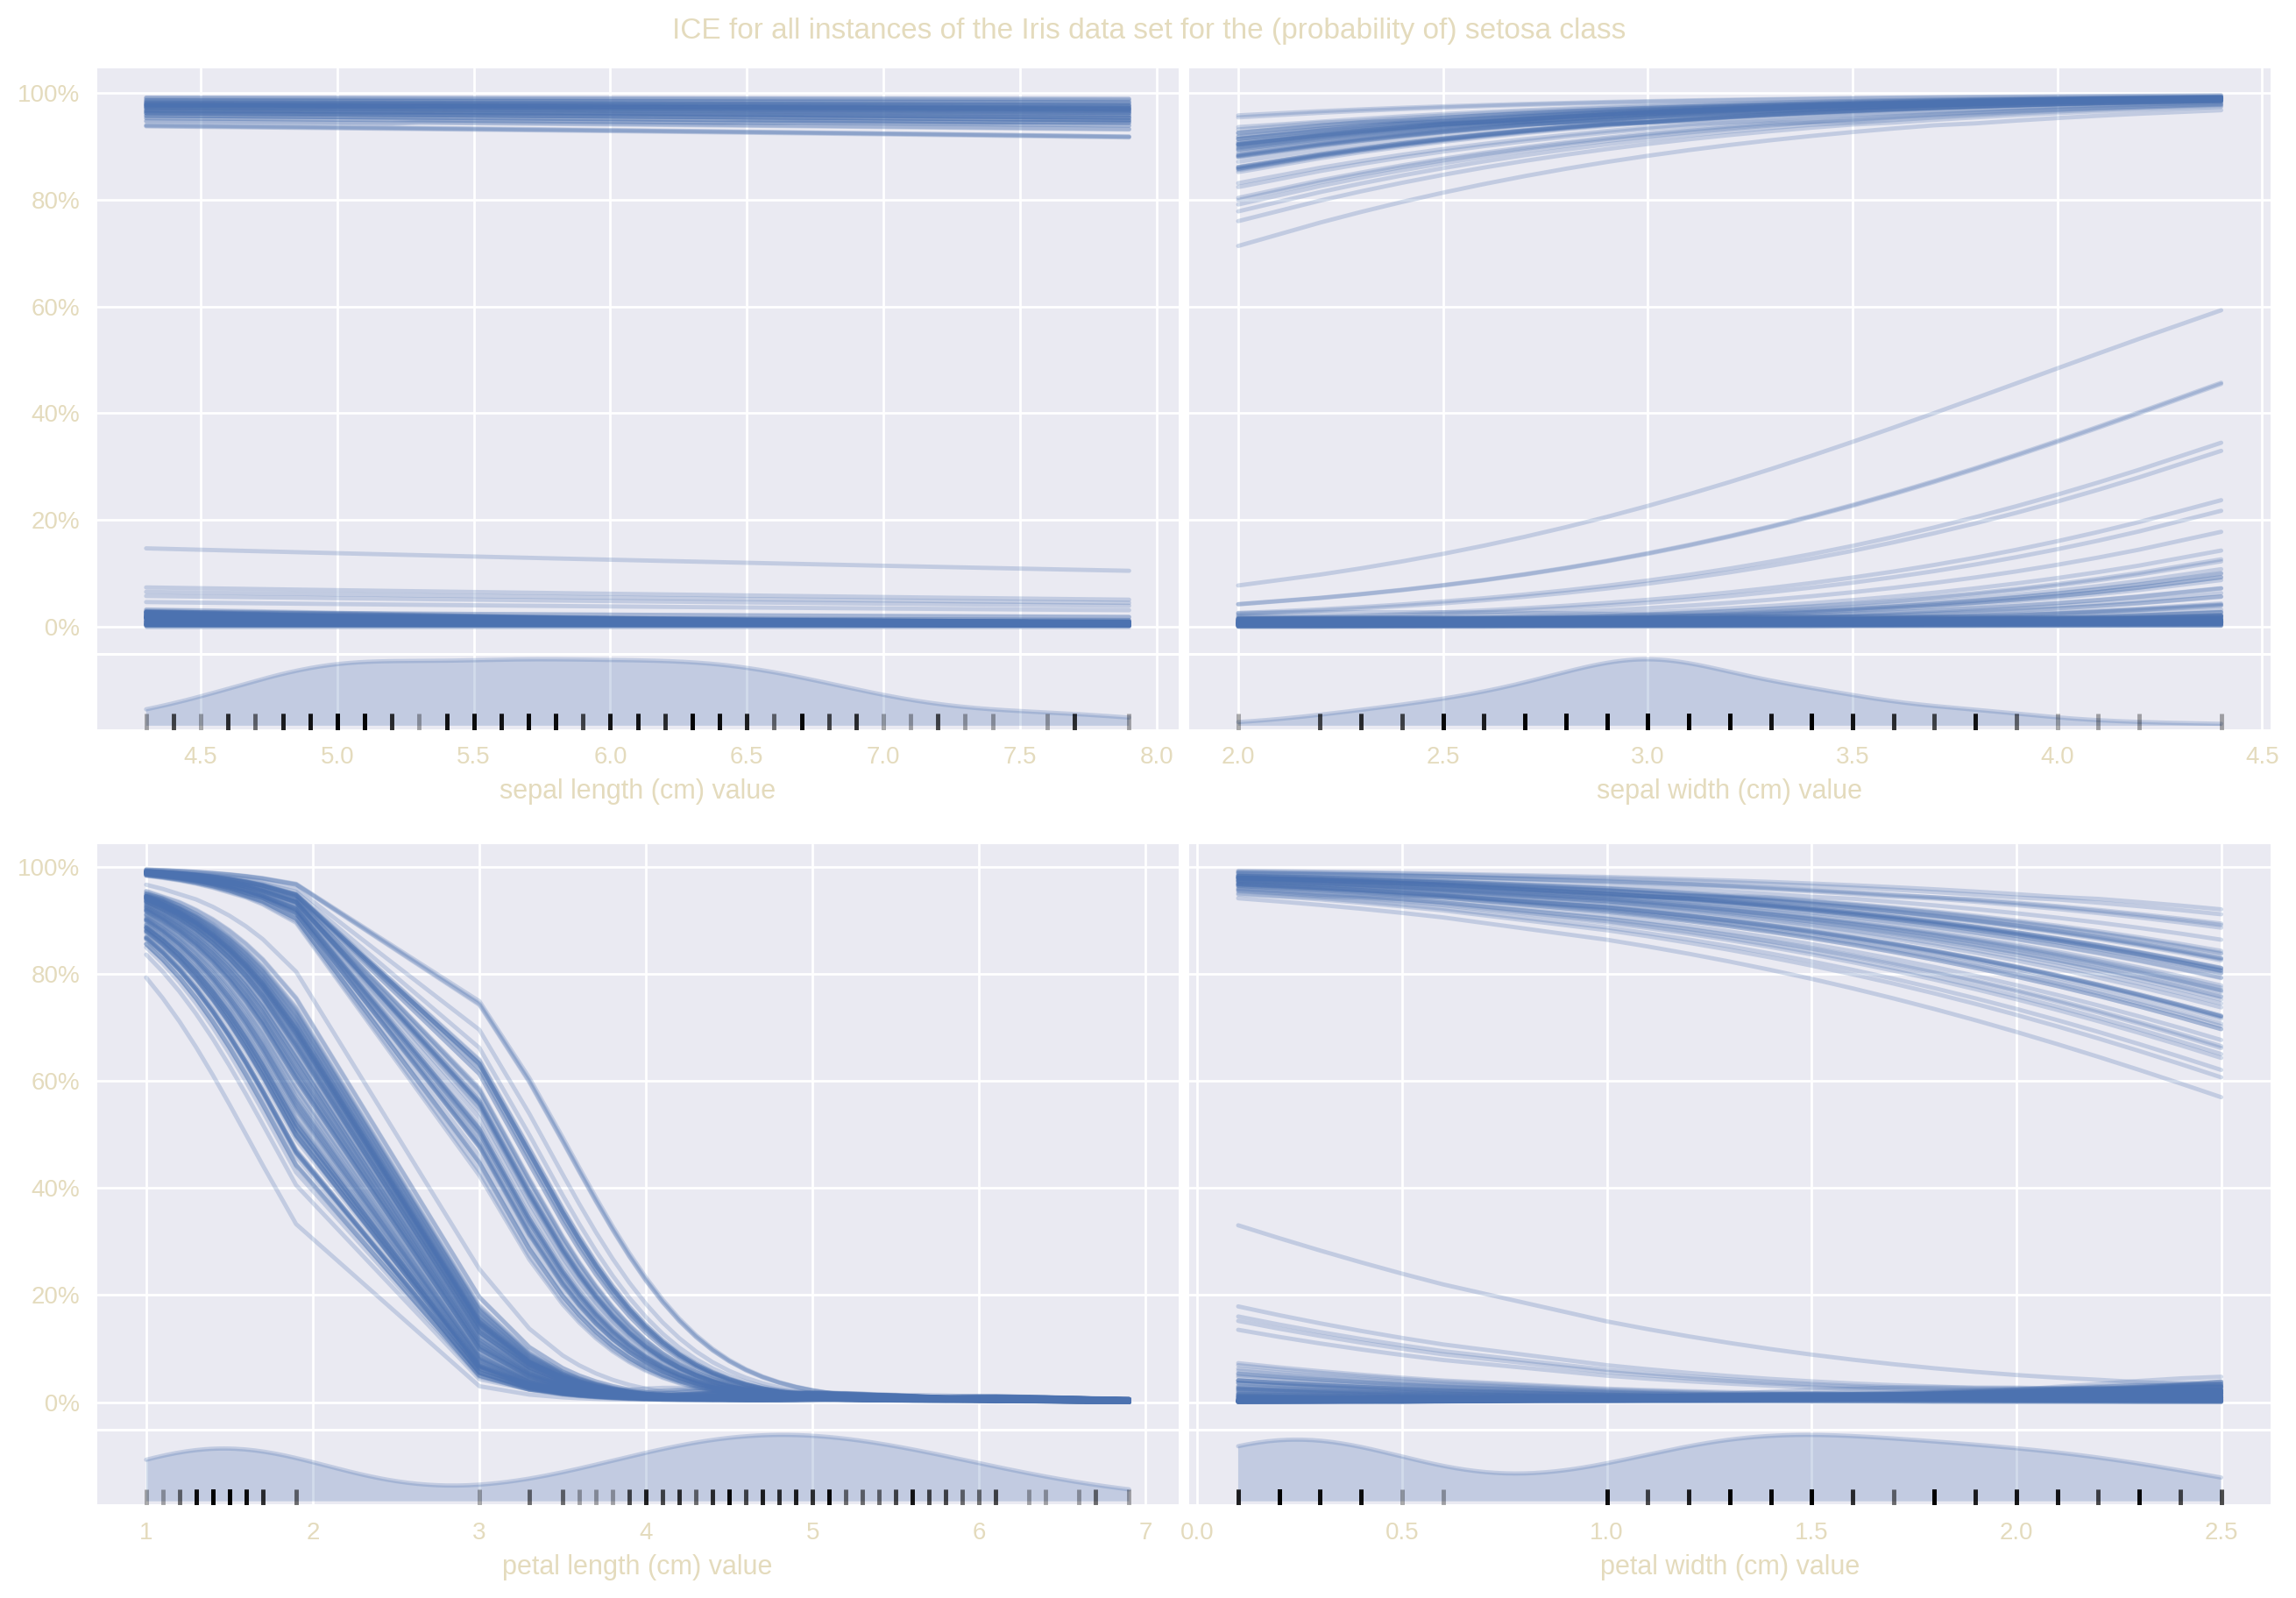 ICE for all instances of the Iris data set for the (probability of) setosa class
100%
80%
60%
40%
20%
0%
4.5 5.0 5.5 6.0 6.5 7.0 7.5 8.0
sepal length (cm) value
2.0 2.5 3.0 3.5 4.0 4.5
sepal width (cm) value
100%
80%
60%
40%
20%
0%
1 2 3 4 5 6 7
petal length (cm) value
0.0 0.5 1.0 1.5 2.0 2.5
petal width (cm) value